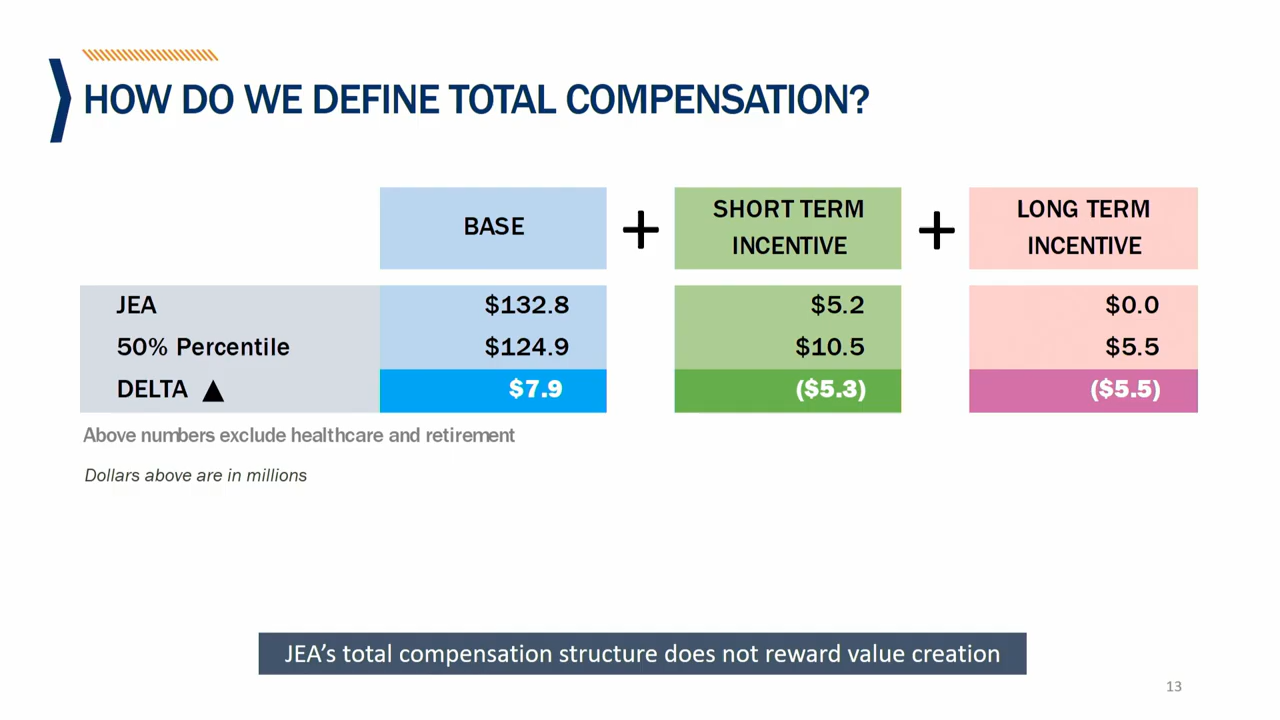 HOW DO WE DEFINE TOTAL COMPENSATION?
BASE + SHORT TERM INCENTIVE + LONG TERM INCENTIVE
JEA $132.8 $5.2 $0.0
50% Percentile $124.9 $10.5 $5.5
DELTA ▲ $7.9 ($5.3) ($5.5)
Above numbers exclude healthcare and retirement
Dollars above are in millions
JEA's total compensation structure does not reward value creation
13